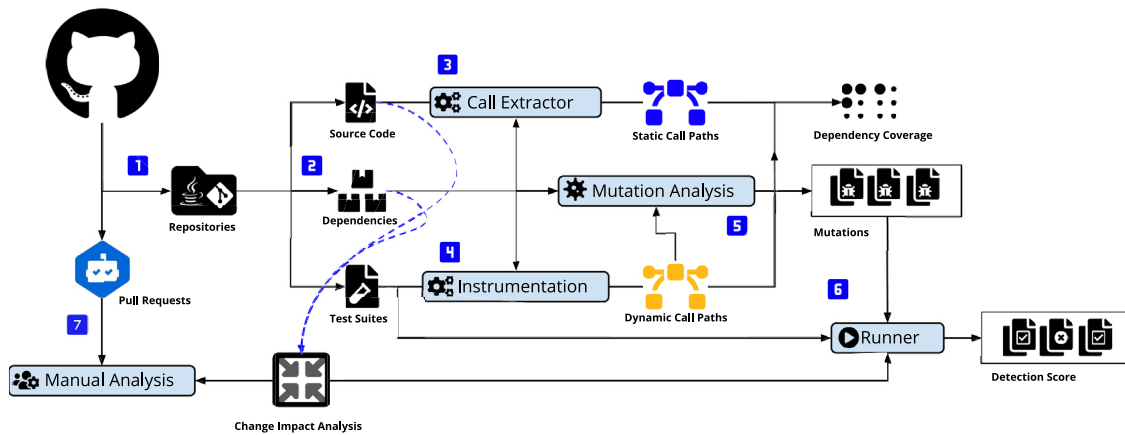 3
Call Extractor
Source Code
Static Call Paths
Dependency Coverage
1
2
Mutation Analysis
Repositories
Dependencies
5
Mutations
4
Instrumentation
Pull Requests
Test Suites
Dynamic Call Paths
6
7
Runner
Manual Analysis
Detection Score
Change Impact Analysis